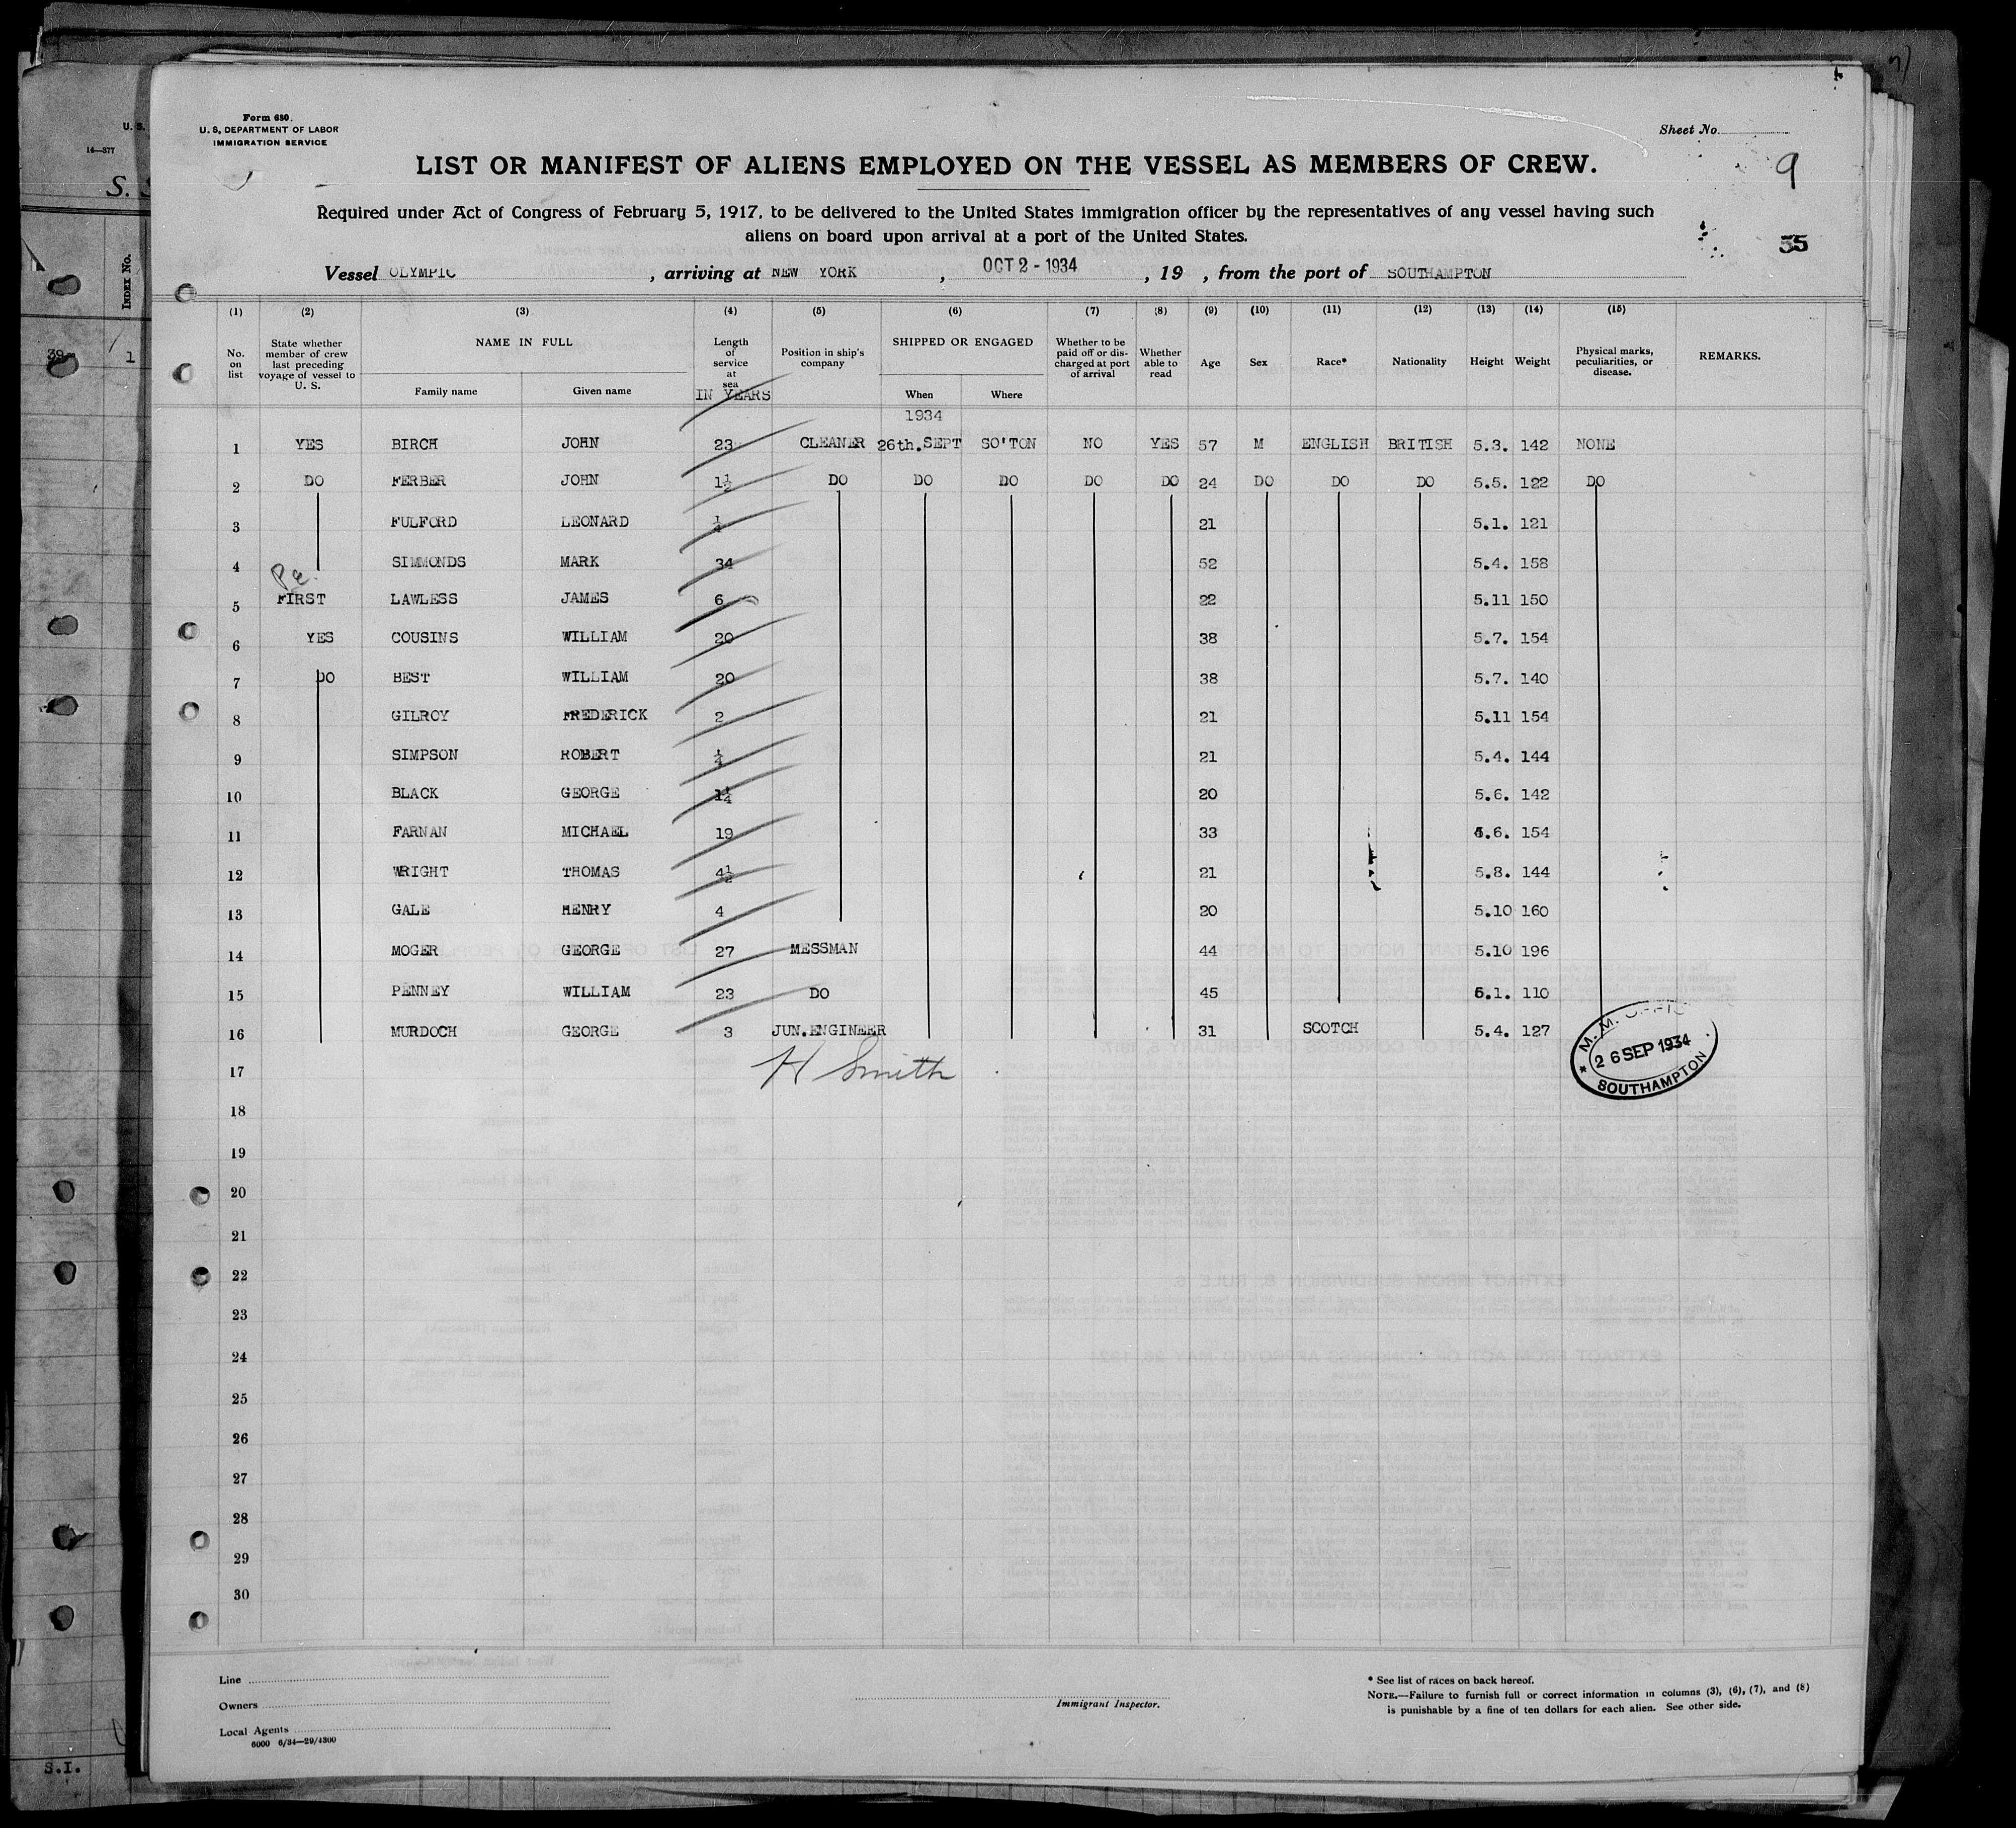 Form 680.
U. S. DEPARTMENT OF LABOR
IMMIGRATION SERVICE
Sheet No.
9
LIST OR MANIFEST OF ALIENS EMPLOYED ON THE VESSEL AS MEMBERS OF CREW.
Required under Act of Congress of February 5, 1917, to be delivered to the United States immigration officer by the representatives of any vessel having such
aliens on board upon arrival at a port of the United States.
35
Vessel OLYMPIC, arriving at NEW YORK, OCT 2 - 1934, 19 , from the port of SOUTHAMPTON
(1) (2) (3) (4) (5) (6) (7) (8) (9) (10) (11) (12) (13) (14) (15)
No. on list State whether member of crew last preceding voyage of vessel to U. S. NAME IN FULL Family name Given name Length of service at sea IN YEARS Position in ship's company SHIPPED OR ENGAGED When Where Whether to be paid off or discharged at port of arrival Whether able to read Age Sex Race* Nationality Height Weight Physical marks, peculiarities, or disease. REMARKS.
1934
1 YES BIRCH JOHN 23 CLEANER 26th.SEPT SO'TON NO YES 57 M ENGLISH BRITISH 5.3. 142 NONE
2 DO FERBER JOHN 1½ DO DO DO DO DO 24 DO DO DO 5.5. 122 DO
3 FULFORD LEONARD ¼ 21 5.1. 121
4 SIMMONDS MARK 34 52 5.4. 158
5 FIRST LAWLESS JAMES 6 22 5.11 150
6 YES COUSINS WILLIAM 20 38 5.7. 154
7 DO BEST WILLIAM 20 38 5.7. 140
8 GILROY FREDERICK 2 21 5.11 154
9 SIMPSON ROBERT ¼ 21 5.4. 144
10 BLACK GEORGE 1¼ 20 5.6. 142
11 FARNAN MICHAEL 19 33 .6. 154
12 WRIGHT THOMAS 4½ 21 5.8. 144
13 GALE HENRY 4 20 5.10 160
14 MOGER GEORGE 27 MESSMAN 44 5.10 196
15 PENNEY WILLIAM 23 DO 45 .1. 110
16 MURDOCH GEORGE 3 JUN.ENGINEER 31 SCOTCH 5.4. 127
M. M. OFFIC
26 SEP 1934
SOUTHAMPTON
17 H Smith
18
19
20
21
22
23
24
25
26
27
28
29
30
Line
Owners
Local Agents
6000 6/34—29/4300
Immigrant Inspector.
* See list of races on back hereof.
NOTE.—Failure to furnish full or correct information in columns (3), (6), (7), and (8)
is punishable by a fine of ten dollars for each alien. See other side.
14—377
U. S.
S. S
INDEX No.
1
S.I.